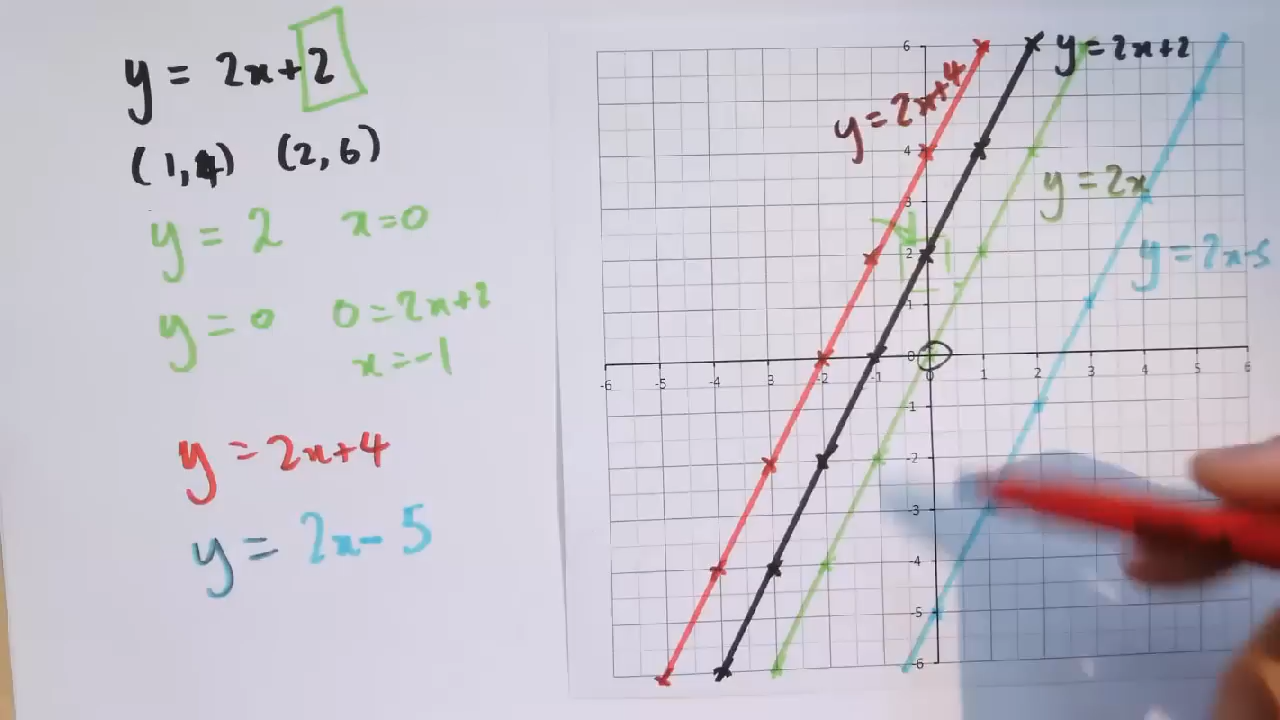 y = 2x+2
(1,4) (2,6)
y = 2 x=0
y = 0 0=2x+2
x=-1
y = 2x+4
y = 2x-5
y=2x+4
y=2x+2
y=2x
y=2x-5
6
4
3
2
1
0
-1
-2
-3
-4
-5
-6
-6 -5 -4 -3 -2 -1 0 1 2 3 4 5 6